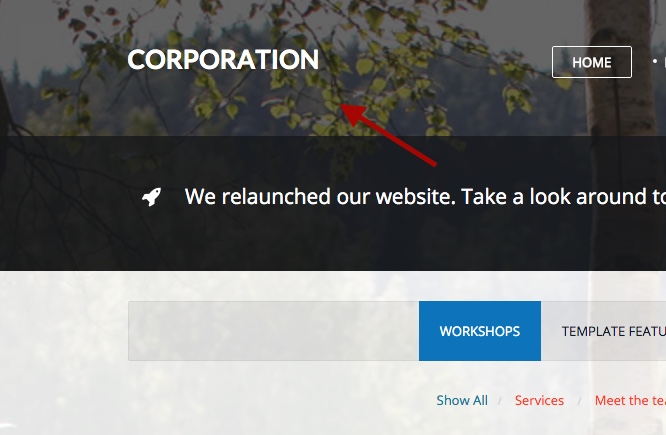 CORPORATION
HOME
We relaunched our website. Take a look around to
WORKSHOPS
TEMPLATE FEATU
Show All / Services / Meet the tea